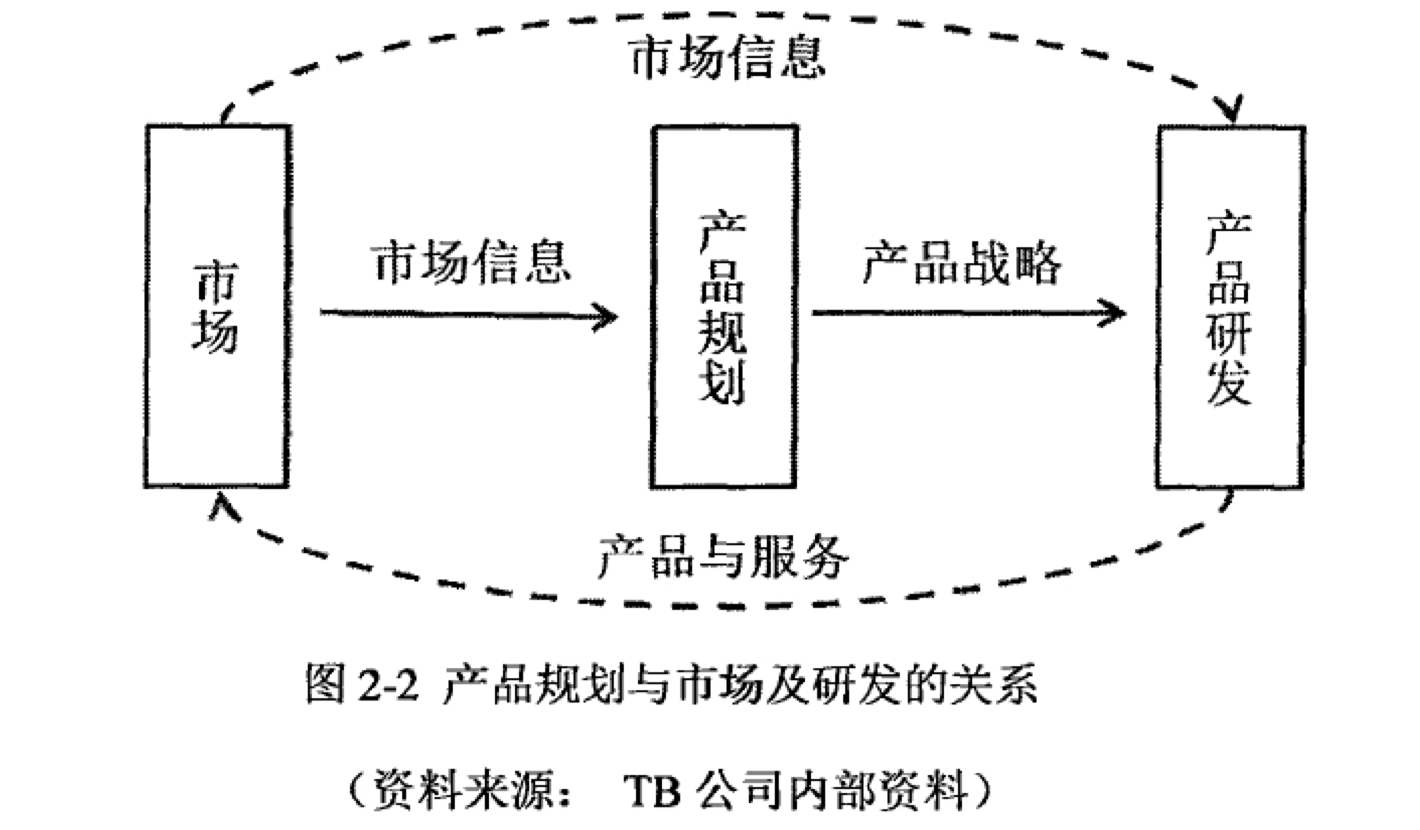 市场信息
市场
市场信息
产品规划
产品战略
产品研发
产品与服务
图 2-2 产品规划与市场及研发的关系
（资料来源： TB 公司内部资料）